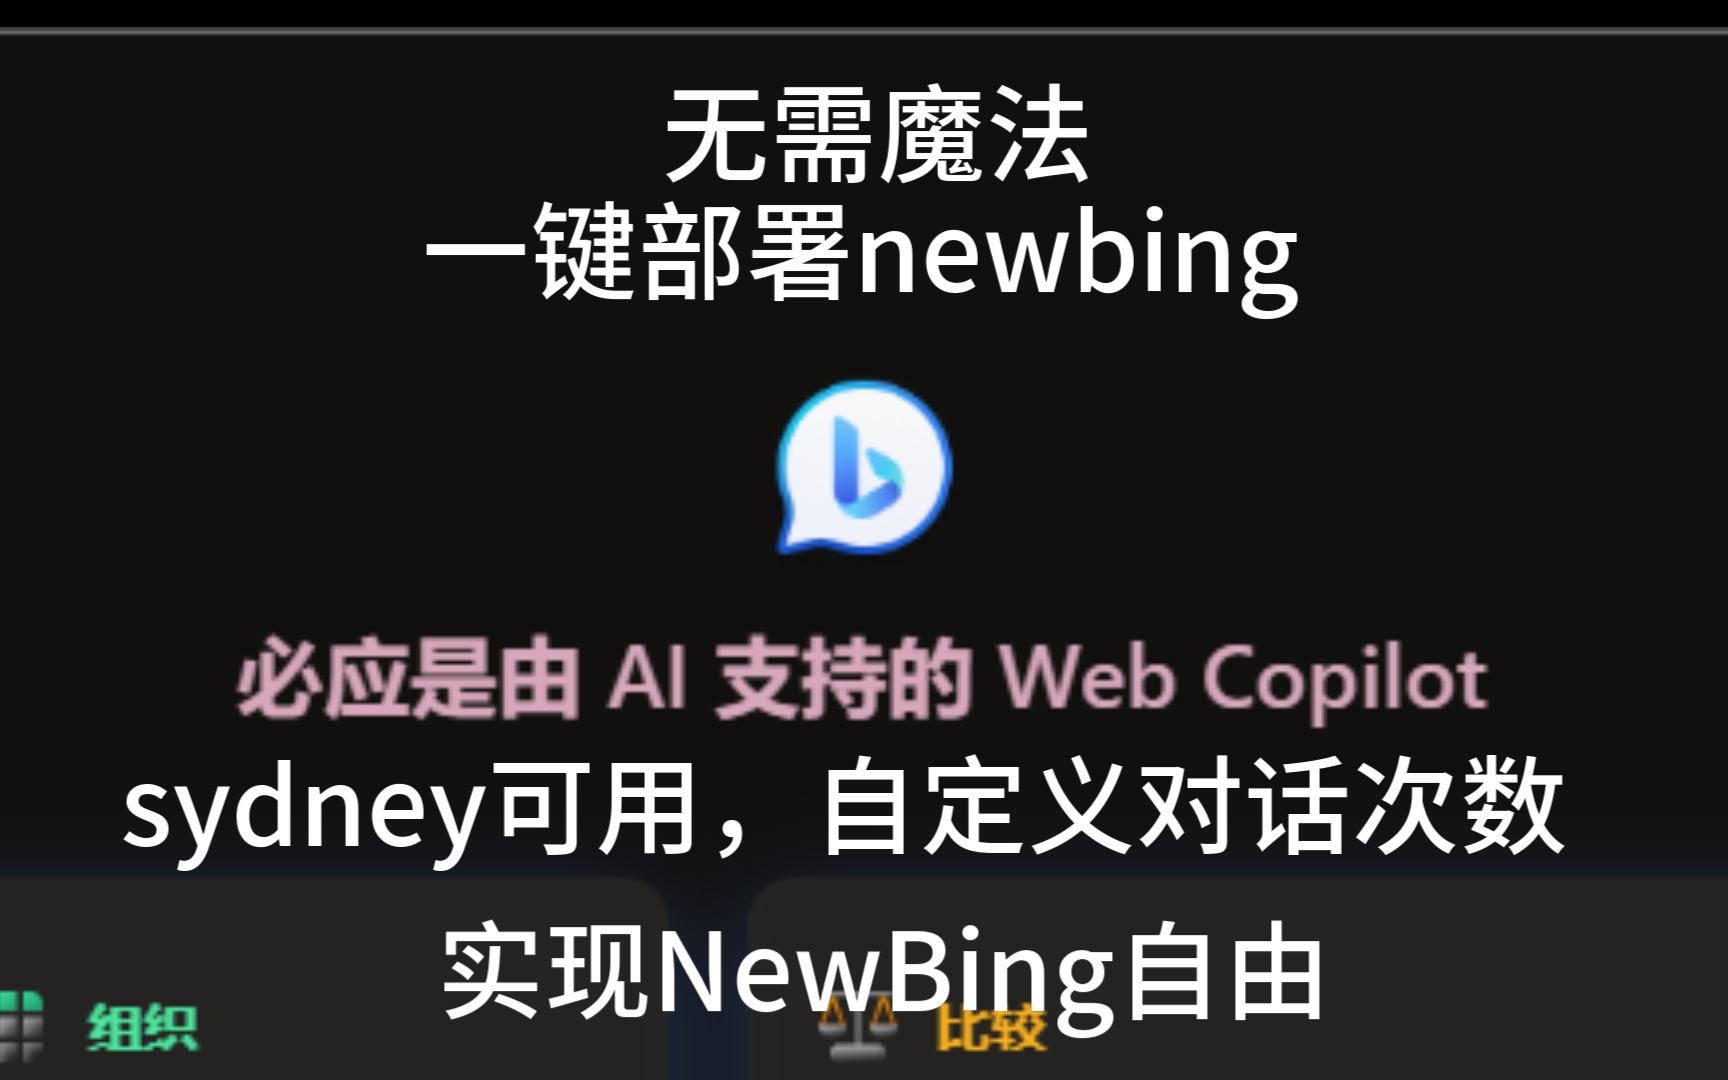 无需魔法
一键部署newbing
必应是由 AI 支持的 Web Copilot
sydney可用，自定义对话次数
实现NewBing自由
组织
比较